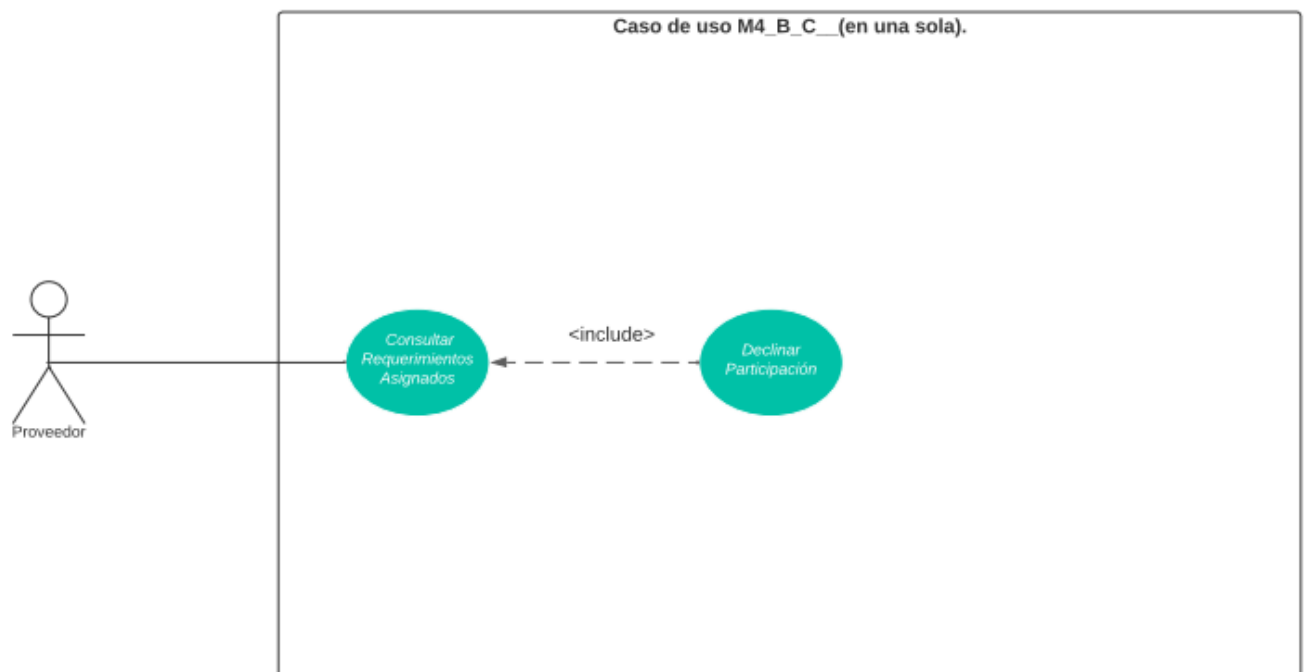 Caso de uso M4_B_C__(en una sola).
<include>
Consultar
Requerimientos
Asignados
Declinar
Participación
Proveedor